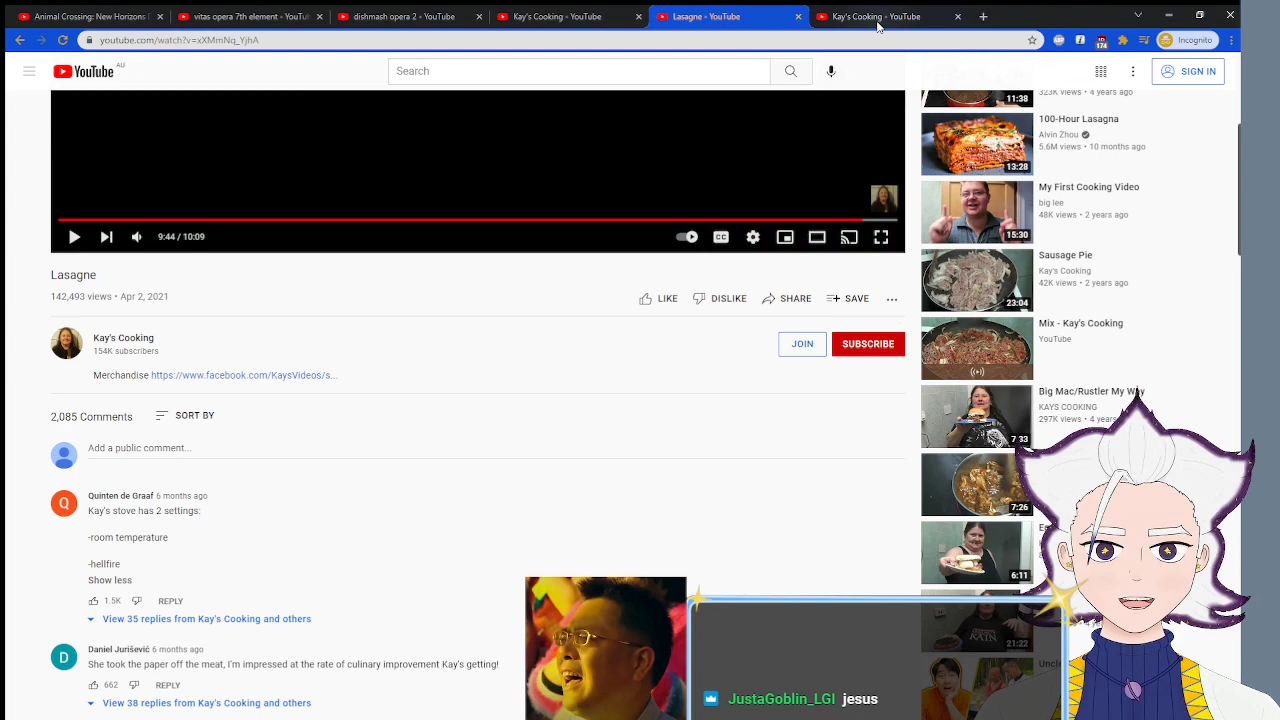 Animal Crossing: New Horizons D
vitas opera 7th element - YouTub
dishmash opera 2 - YouTube
Kay's Cooking - YouTube
Lasagne - YouTube
Kay's Cooking - YouTube
youtube.com/watch?v=xXMmNq_YjhA
174
Incognito
YouTube AU
Search
SIGN IN
323K views • 4 years ago
11:38
100-Hour Lasagna
Alvin Zhou
5.6M views • 10 months ago
13:28
My First Cooking Video
big lee
48K views • 2 years ago
15:30
Sausage Pie
Kay's Cooking
42K views • 2 years ago
23:04
Mix - Kay's Cooking
YouTube
Big Mac/Rustler My Way
KAYS COOKING
297K views • 4 years
7:33
7:26
6:11
21:22
Uncle
9:44 / 10:09
CC
Lasagne
142,493 views • Apr 2, 2021
LIKE
DISLIKE
SHARE
SAVE
Kay's Cooking
154K subscribers
JOIN
SUBSCRIBE
Merchandise https://www.facebook.com/KaysVideos/s...
2,085 Comments
SORT BY
Add a public comment...
Q
Quinten de Graaf 6 months ago
Kay's stove has 2 settings:
-room temperature
-hellfire
Show less
1.5K
REPLY
View 35 replies from Kay's Cooking and others
D
Daniel Jurišević 6 months ago
She took the paper off the meat, I'm impressed at the rate of culinary improvement Kay's getting!
662
REPLY
View 38 replies from Kay's Cooking and others
JustaGoblin_LGI jesus